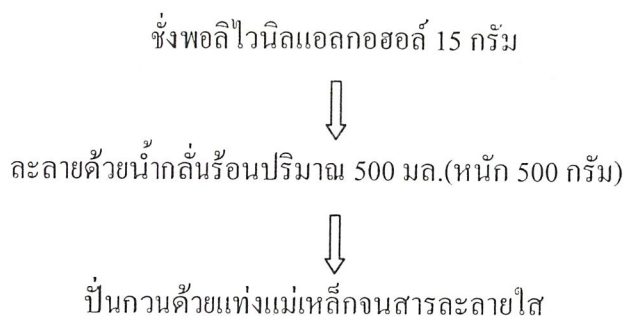 ชั่งพอลิไวนิลแอลกอฮอล์ 15 กรัม
ละลายด้วยน้ำกลั่นร้อนปริมาณ 500 มล.(หนัก 500 กรัม)
ปั่นกวนด้วยแท่งแม่เหล็กจนสารละลายใส